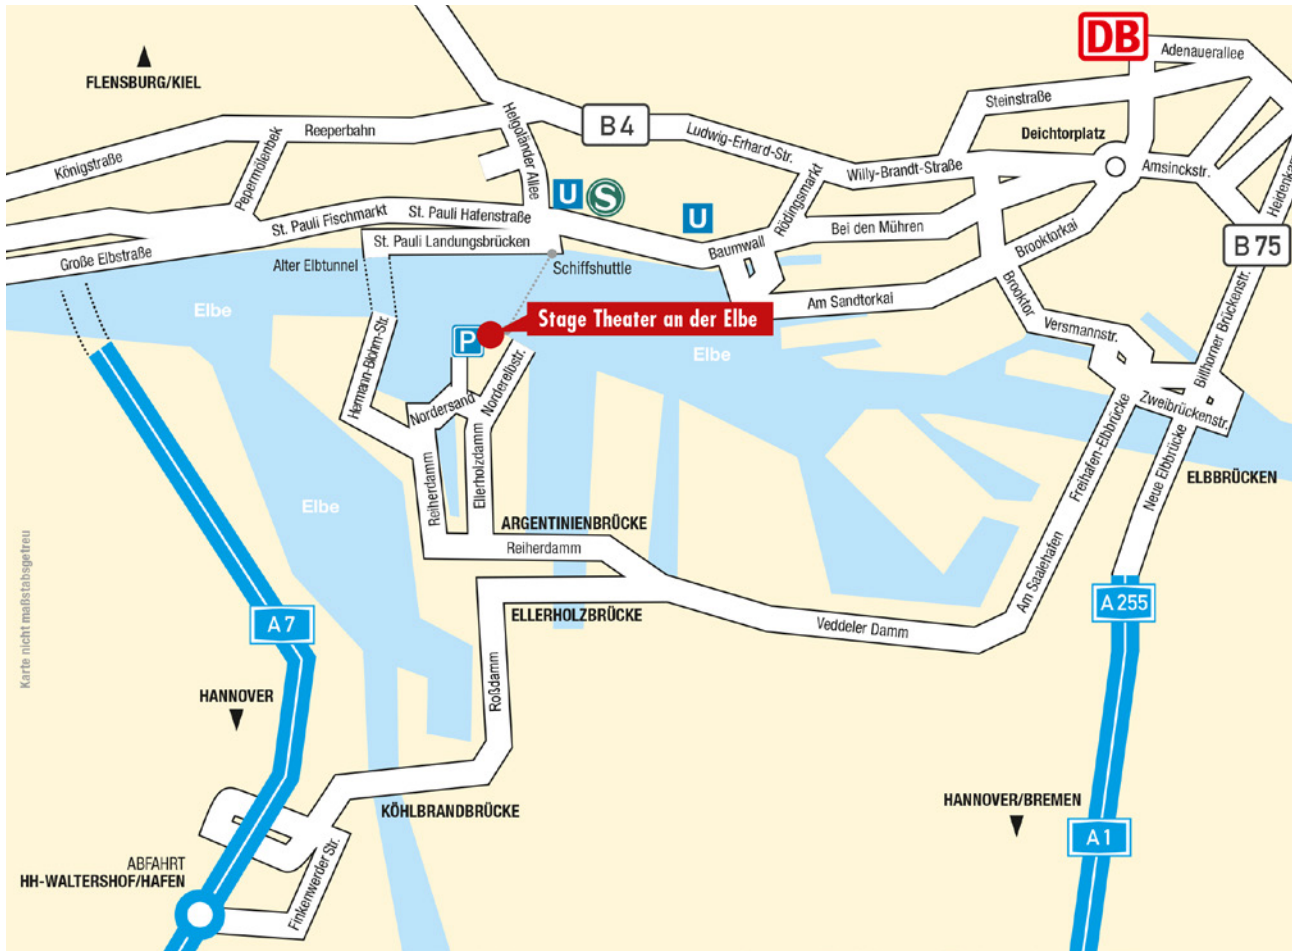 DB
Adenauerallee
FLENSBURG/KIEL
Steinstraße
Deichtorplatz
Helgoländer Allee
B 4
Reeperbahn
Ludwig-Erhard-Str.
Königstraße
Pepermölenbek
Willy-Brandt-Straße
Amsinckstr.
Heidenkam
Rödingsmarkt
U
S
U
St. Pauli Hafenstraße
St. Pauli Fischmarkt
Bei den Mühren
Brooktorkai
B 75
Große Elbstraße
St. Pauli Landungsbrücken
Baumwall
Alter Elbtunnel
Schiffshuttle
Am Sandtorkai
Brooktor
Billhorner Brückenstr.
Elbe
Stage Theater an der Elbe
P
Versmannstr.
Elbe
Hermann-Blohm-Str.
Nordersand
Norderelbstr.
Zweibrückenstr.
Freihafen-Elbbrücke
Neue Elbbrücke
ELBBRÜCKEN
Ellerholzdamm
Reiherdamm
Elbe
ARGENTINIENBRÜCKE
Reiherdamm
Am Saalehafen
A 255
ELLERHOLZBRÜCKE
A 7
Veddeler Damm
Karte nicht maßstabsgetreu
HANNOVER
Roßdamm
KÖHLBRANDBRÜCKE
HANNOVER/BREMEN
A 1
ABFAHRT
HH-WALTERSHOF/HAFEN
Finkenwerder Str.